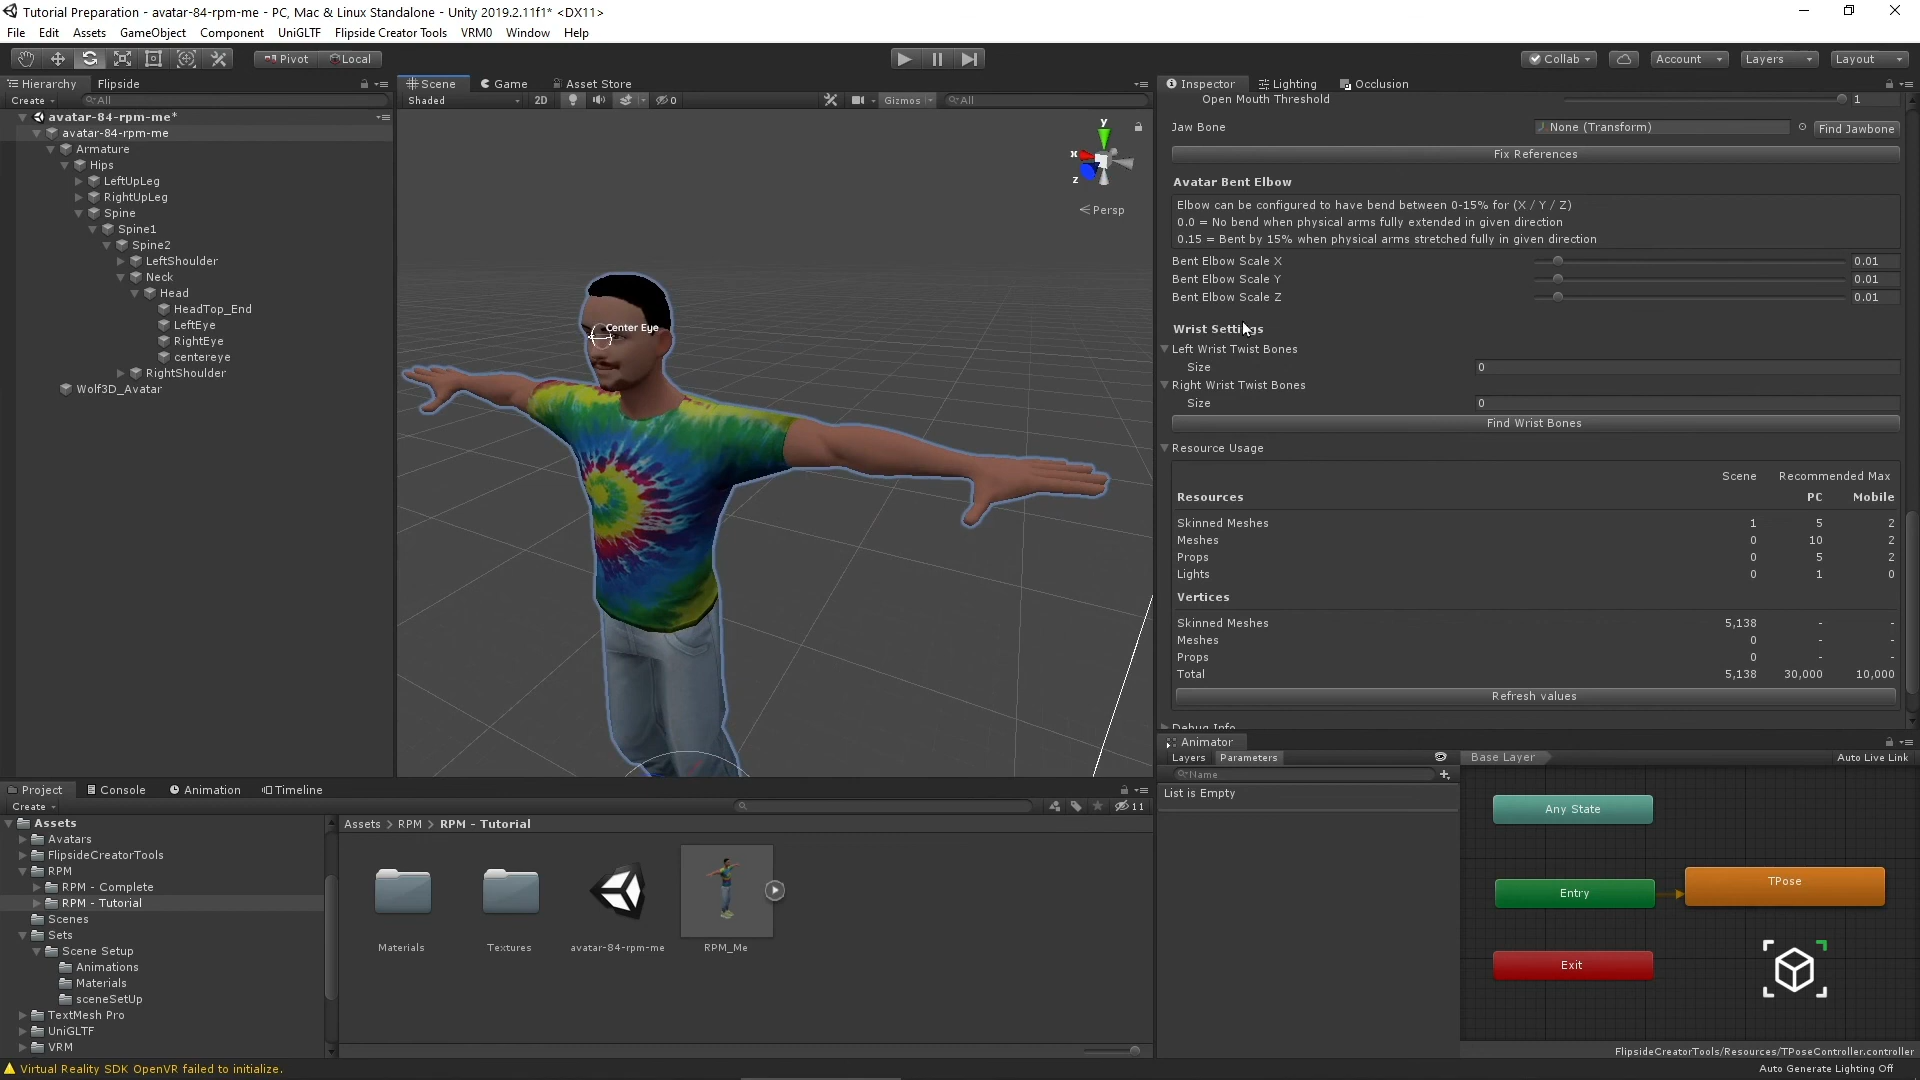 Tutorial Preparation - avatar-84-rpm-me - PC, Mac & Linux Standalone - Unity 2019.2.11f1* <DX11>
File Edit Assets GameObject Component UniGLTF Flipside Creator Tools VRM0 Window Help
Pivot Local Collab Account Layers Layout
Hierarchy Flipside
Create All
avatar-84-rpm-me*
avatar-84-rpm-me
Armature
Hips
LeftUpLeg
RightUpLeg
Spine
Spine1
Spine2
LeftShoulder
Neck
Head
HeadTop_End
LeftEye
RightEye
centereye
RightShoulder
Wolf3D_Avatar
Scene Game Asset Store
Shaded 2D 0 Gizmos All
y
x
z
Persp
Center Eye
Inspector Lighting Occlusion
Open Mouth Threshold 1
Jaw Bone None (Transform) Find Jawbone
Fix References
Avatar Bent Elbow
Elbow can be configured to have bend between 0-15% for (X / Y / Z)
0.0 = No bend when physical arms fully extended in given direction
0.15 = Bent by 15% when physical arms stretched fully in given direction
Bent Elbow Scale X 0.01
Bent Elbow Scale Y 0.01
Bent Elbow Scale Z 0.01
Wrist Settings
Left Wrist Twist Bones
Size 0
Right Wrist Twist Bones
Size 0
Find Wrist Bones
Resource Usage
Scene Recommended Max
Resources PC Mobile
Skinned Meshes 1 5 2
Meshes 0 10 2
Props 0 5 2
Lights 0 1 0
Vertices
Skinned Meshes 5,138 - -
Meshes 0 - -
Props 0 - -
Total 5,138 30,000 10,000
Refresh values
Debug Info
Animator
Layers Parameters Base Layer Auto Live Link
Name
List is Empty
Any State
Entry
TPose
Exit
FlipsideCreatorTools/Resources/TPoseController.controller
Project Console Animation Timeline
Create 11
Assets
Avatars
FlipsideCreatorTools
RPM
RPM - Complete
RPM - Tutorial
Scenes
Sets
Scene Setup
Animations
Materials
sceneSetUp
TextMesh Pro
UniGLTF
VRM
Assets > RPM > RPM - Tutorial
Materials Textures avatar-84-rpm-me RPM_Me
Virtual Reality SDK OpenVR failed to initialize.
Auto Generate Lighting Off